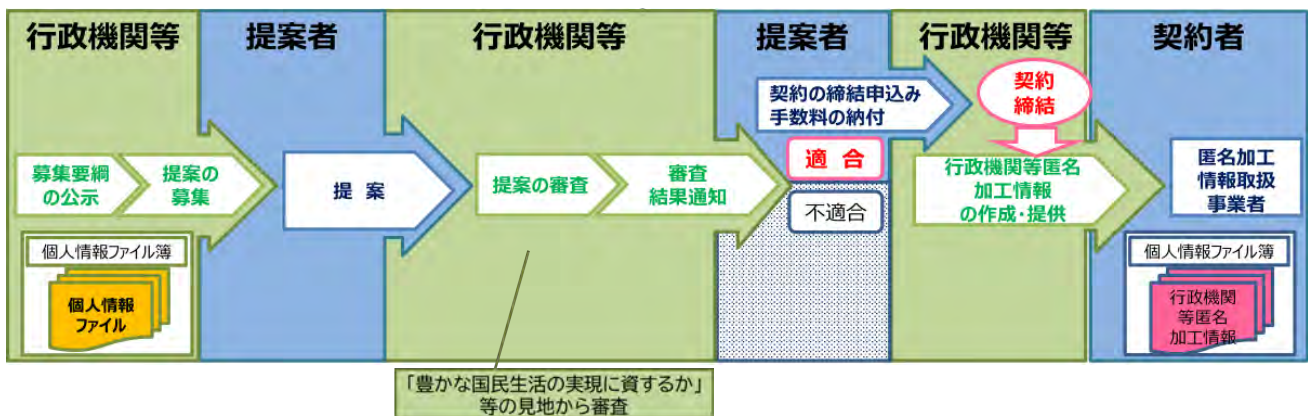 行政機関等
募集要綱
の公示
提案の
募集
個人情報ファイル簿
個人情報
ファイル
提案者
提 案
行政機関等
提案の審査
審査
結果通知
「豊かな国民生活の実現に資するか」
等の見地から審査
提案者
契約の締結申込み
手数料の納付
適 合
不適合
行政機関等
契約
締結
行政機関等匿名
加工情報
の作成・提供
契約者
匿名加工
情報取扱
事業者
個人情報ファイル簿
行政機関
等匿名
加工情報